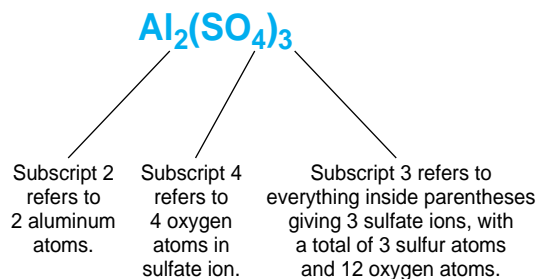 Al₂(SO₄)₃
Subscript 2
refers to
2 aluminum
atoms.
Subscript 4
refers to
4 oxygen
atoms in
sulfate ion.
Subscript 3 refers to
everything inside parentheses
giving 3 sulfate ions, with
a total of 3 sulfur atoms
and 12 oxygen atoms.